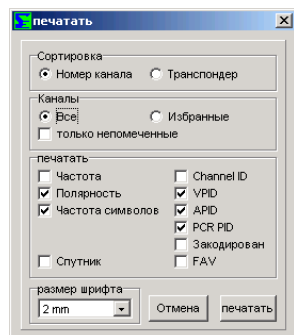 печатать
Сортировка
Номер канала Транспондер
Каналы
Все Избранные
только непомеченные
печатать
Частота Channel ID
Полярность VPID
Частота символов APID
PCR PID
Закодирован
Спутник FAV
размер шрифта
2 mm Отмена печатать